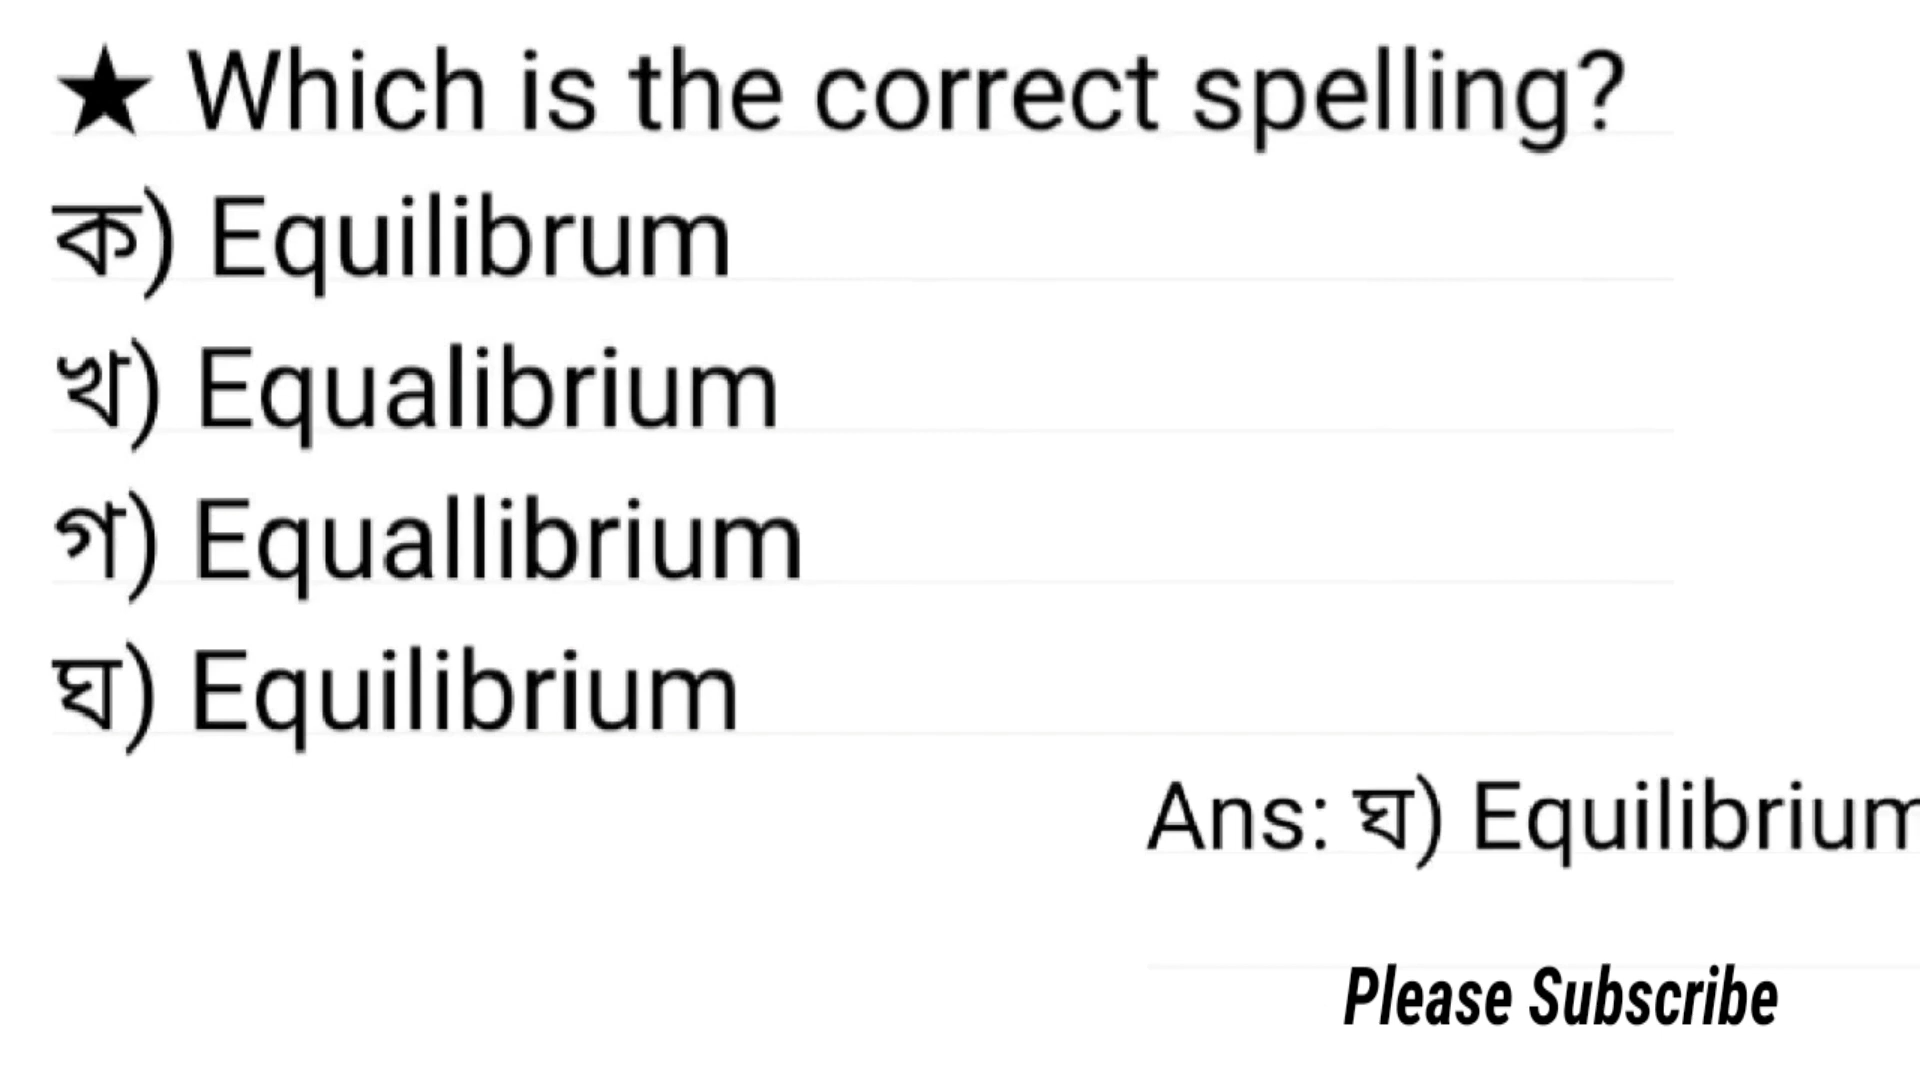 ★ Which is the correct spelling?
ক) Equilibrum
খ) Equalibrium
গ) Equallibrium
ঘ) Equilibrium
Ans: ঘ) Equilibrium
Please Subscribe